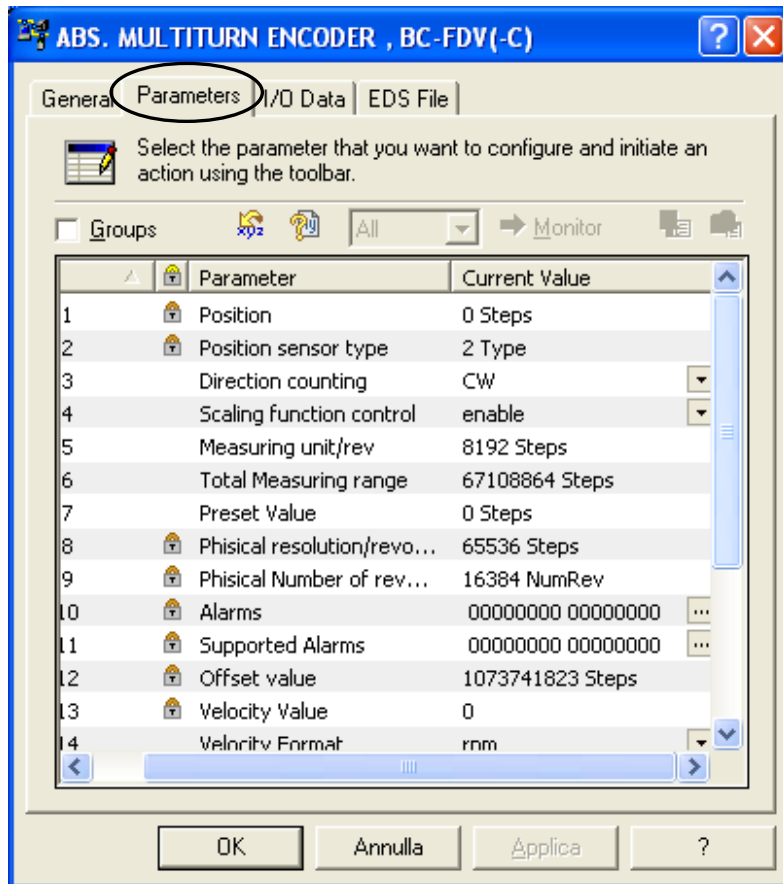 ABS. MULTITURN ENCODER , BC-FDV(-C)
General Parameters I/O Data EDS File
Select the parameter that you want to configure and initiate an
action using the toolbar.
Groups xyz All Monitor
Parameter Current Value
1 Position 0 Steps
2 Position sensor type 2 Type
3 Direction counting CW
4 Scaling function control enable
5 Measuring unit/rev 8192 Steps
6 Total Measuring range 67108864 Steps
7 Preset Value 0 Steps
8 Phisical resolution/revo... 65536 Steps
9 Phisical Number of rev... 16384 NumRev
10 Alarms 00000000 00000000 ...
11 Supported Alarms 00000000 00000000 ...
12 Offset value 1073741823 Steps
13 Velocity Value 0
14 Velocity Format rpm
OK Annulla Applica ?